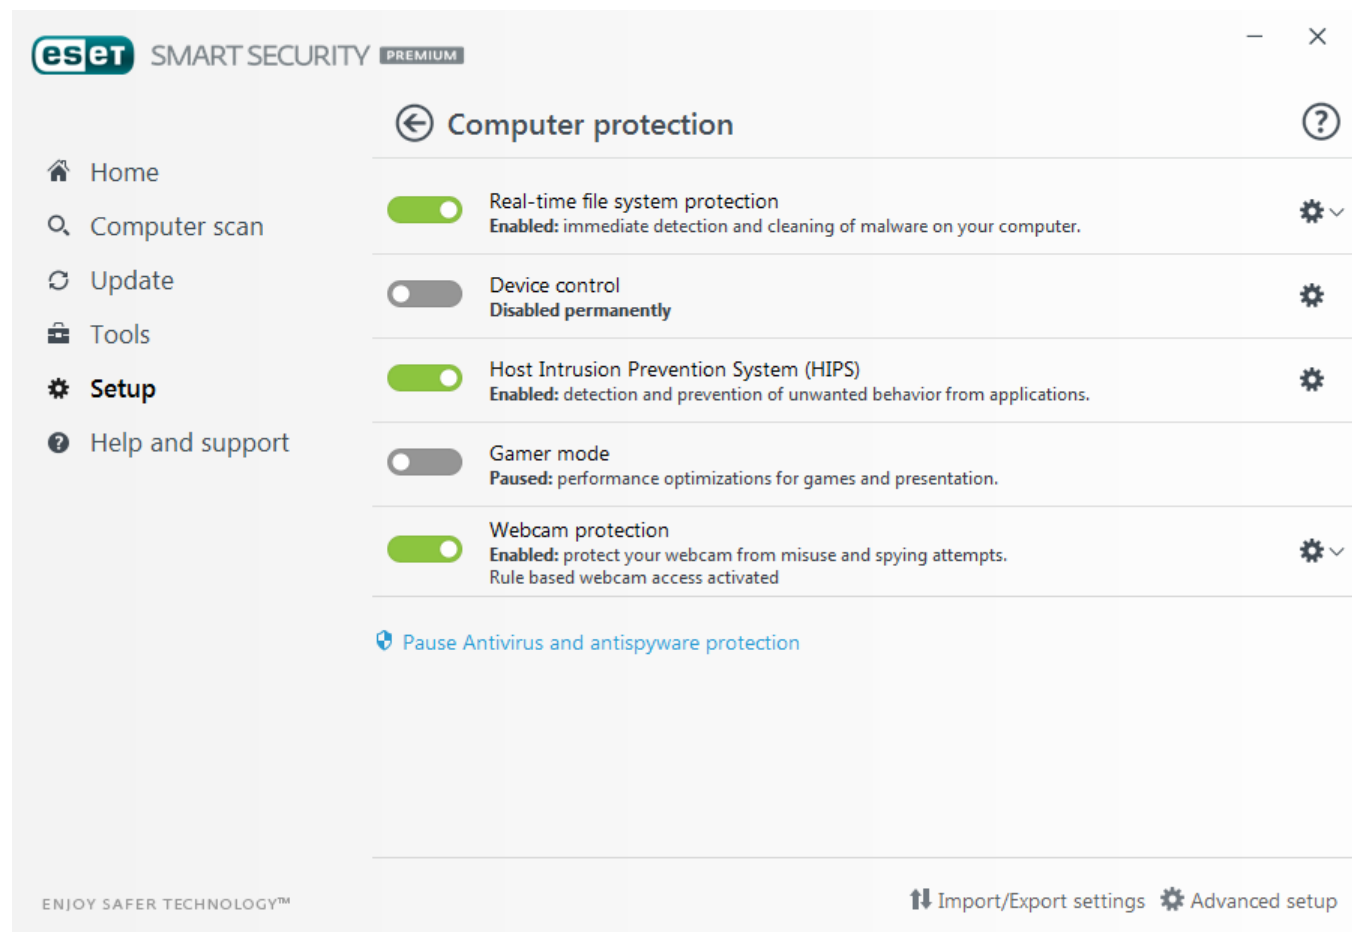 eset SMART SECURITY PREMIUM
Computer protection
?
Home
Computer scan
Update
Tools
Setup
Help and support
Real-time file system protection
Enabled: immediate detection and cleaning of malware on your computer.
Device control
Disabled permanently
Host Intrusion Prevention System (HIPS)
Enabled: detection and prevention of unwanted behavior from applications.
Gamer mode
Paused: performance optimizations for games and presentation.
Webcam protection
Enabled: protect your webcam from misuse and spying attempts.
Rule based webcam access activated
Pause Antivirus and antispyware protection
ENJOY SAFER TECHNOLOGY™
Import/Export settings Advanced setup